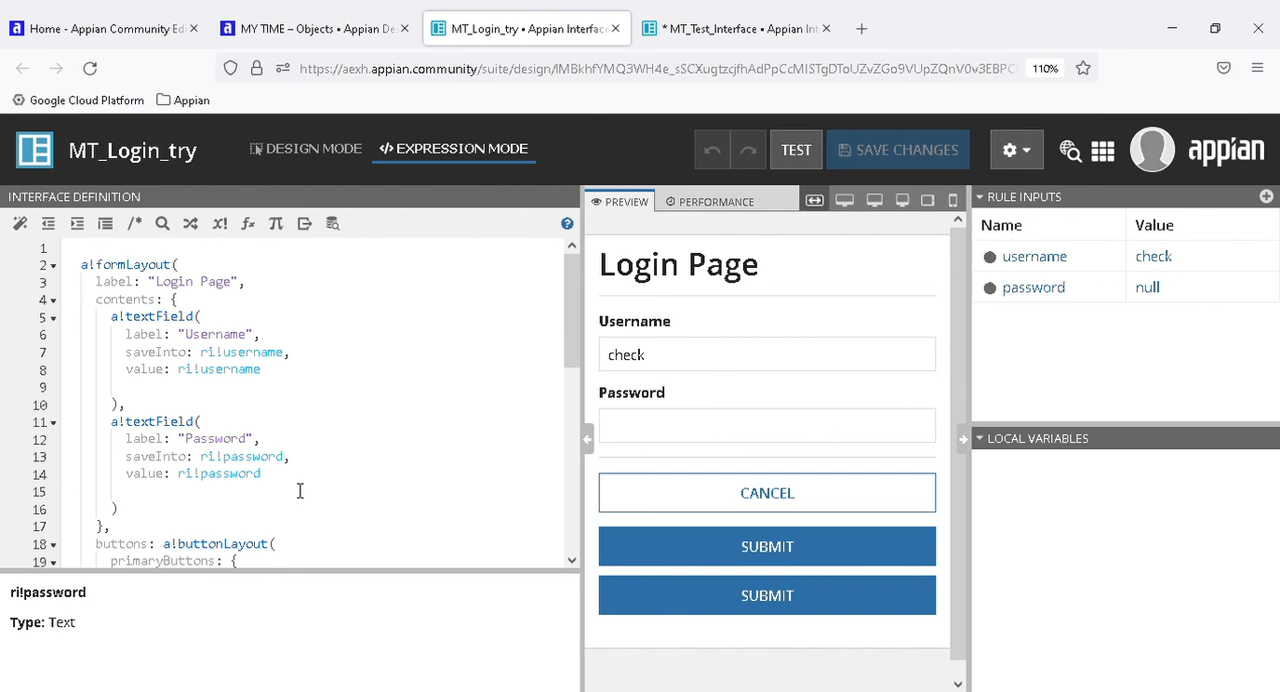 Home - Appian Community Edi
MY TIME – Objects • Appian De
MT_Login_try • Appian Interface
* MT_Test_Interface • Appian Int
appian.community/suite/design/
110%
Google Cloud Platform
Appian
MT_Login_try
DESIGN MODE
</> EXPRESSION MODE
TEST
SAVE CHANGES
appian
INTERFACE DEFINITION
/*
PREVIEW
PERFORMANCE
RULE INPUTS
Name
Value
username
check
password
null
LOCAL VARIABLES
1
2 a!formLayout(
3 label: "Login Page",
4 contents: {
5 a!textField(
6 label: "Username",
7 saveInto: ri!username,
8 value: ri!username
9
10 ),
11 a!textField(
12 label: "Password",
13 saveInto: ri!password,
14 value: ri!password
15
16 )
17 },
18 buttons: a!buttonLayout(
19 primaryButtons: {
ri!password
Type: Text
Login Page
Username
check
Password
CANCEL
SUBMIT
SUBMIT